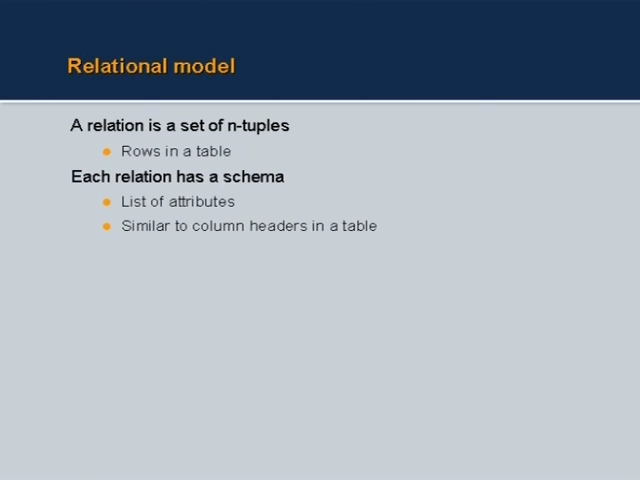 Relational model
A relation is a set of n-tuples
Rows in a table
Each relation has a schema
List of attributes
Similar to column headers in a table